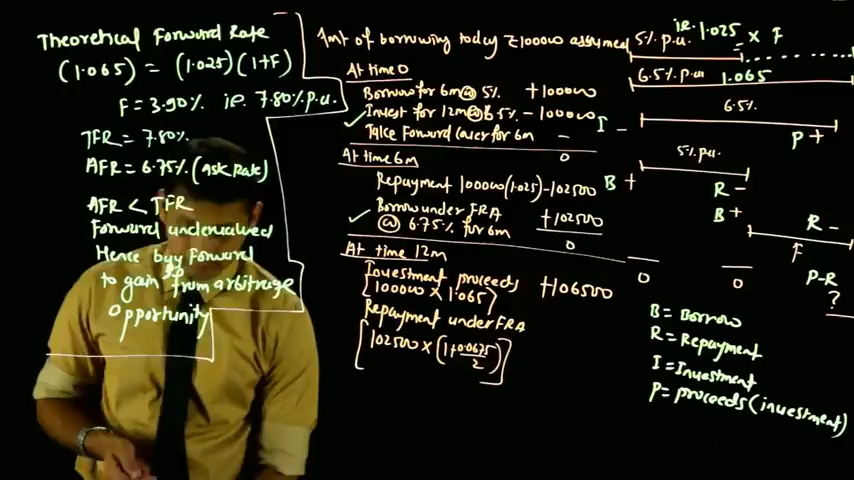 Theoretical Forward Rate
(1.065) = (1.025)(1+F)
F = 3.90% ie. 7.80% p.u.
TFR = 7.80%
AFR = 6.75% (ask Rate)
AFR < TFR
Forward undervalued
Hence buy Forward
to gain from arbitrage
Opportunity
Amt of borrowing today ₹100000 assumed
At time 0
Borrow for 6m @ 5% +100000
✓ Invest for 12m @ 6.5% -100000
Take Forward cover for 6m -
0
At time 6m
Repayment 100000(1.025) -102500
✓ Borrow under FRA
@ 6.75% for 6m +102500
0
At time 12m
Investment proceeds
[100000 × 1.065] +106500
Repayment under FRA
[102500 × (1+0.0675/2)]
5% p.u. ie. 1.025 × F
6.5% p.u 1.065
6.5%
I - P +
5% p.u.
B + R -
B + R -
F
0 0 P-R
?
B = Borrow
R = Repayment
I = Investment
P = proceeds (investment)